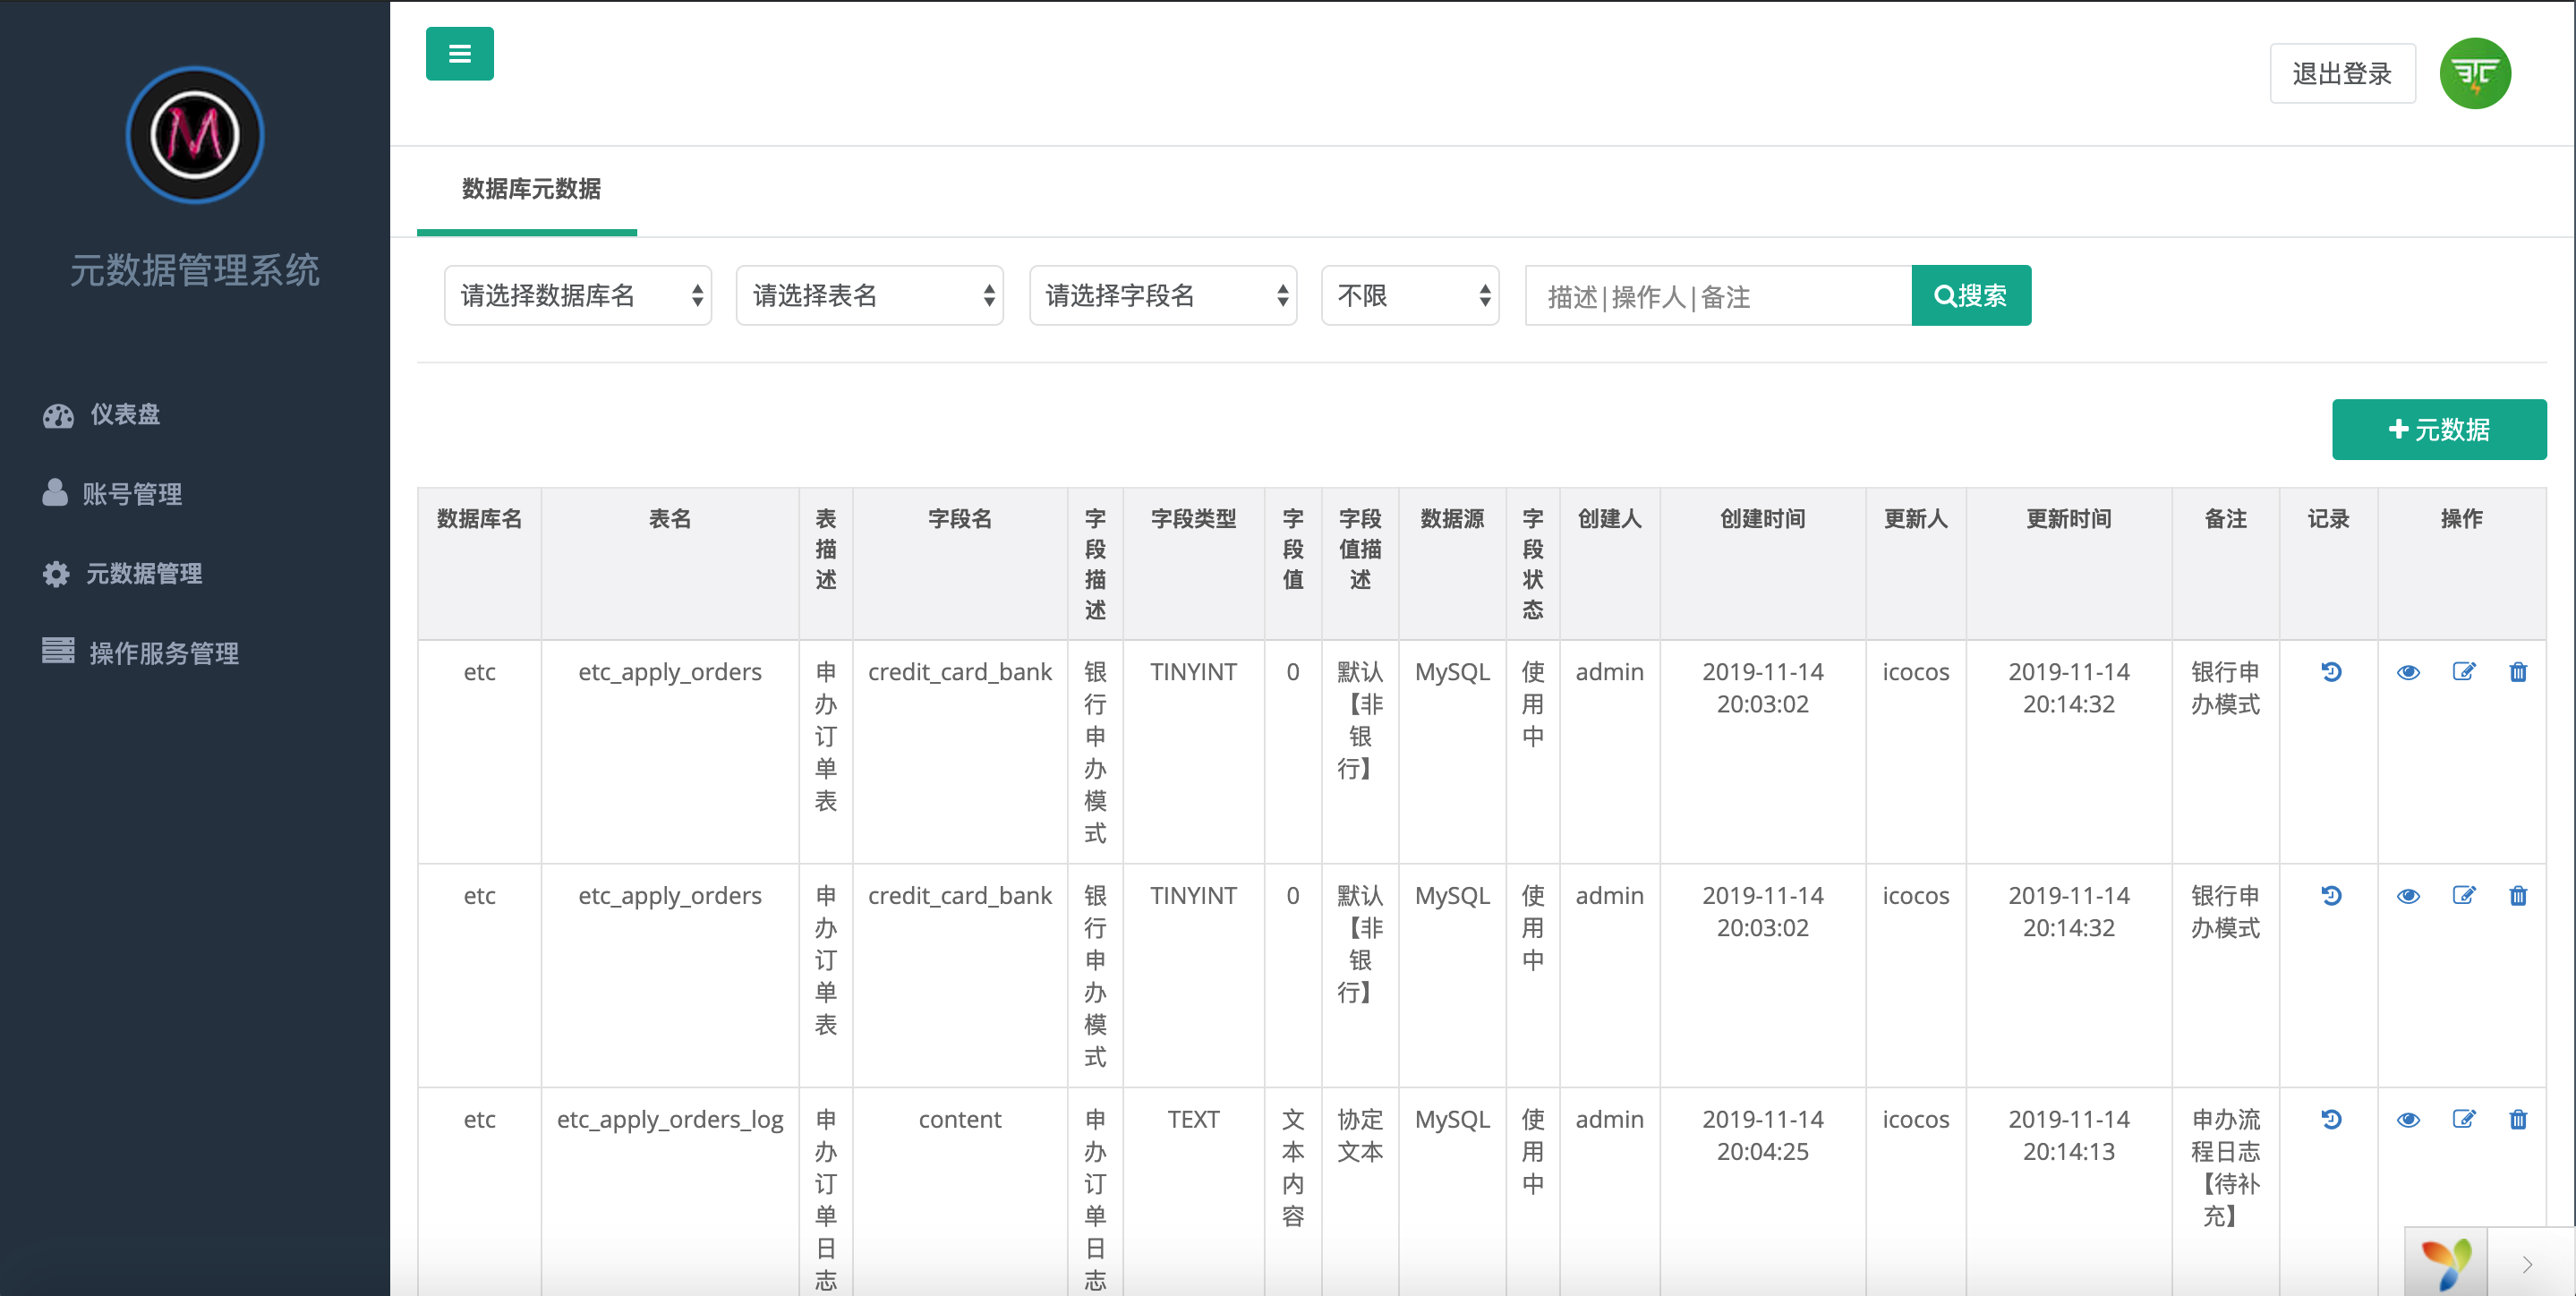 M
元数据管理系统
仪表盘
账号管理
元数据管理
操作服务管理
退出登录
数据库元数据
请选择数据库名
请选择表名
请选择字段名
不限
描述|操作人|备注
搜索
元数据
数据库名 表名 表描述 字段名 字段描述 字段类型 字段值 字段值描述 数据源 字段状态 创建人 创建时间 更新人 更新时间 备注 记录 操作
etc etc_apply_orders 申办订单表 credit_card_bank 银行申办模式 TINYINT 0 默认【非银行】 MySQL 使用中 admin 2019-11-14 20:03:02 icocos 2019-11-14 20:14:32 银行申办模式
etc etc_apply_orders 申办订单表 credit_card_bank 银行申办模式 TINYINT 0 默认【非银行】 MySQL 使用中 admin 2019-11-14 20:03:02 icocos 2019-11-14 20:14:32 银行申办模式
etc etc_apply_orders_log 申办订单日志 content 申办订单日志 TEXT 文本内容 协定文本 MySQL 使用中 admin 2019-11-14 20:04:25 icocos 2019-11-14 20:14:13 申办流程日志【待补充】